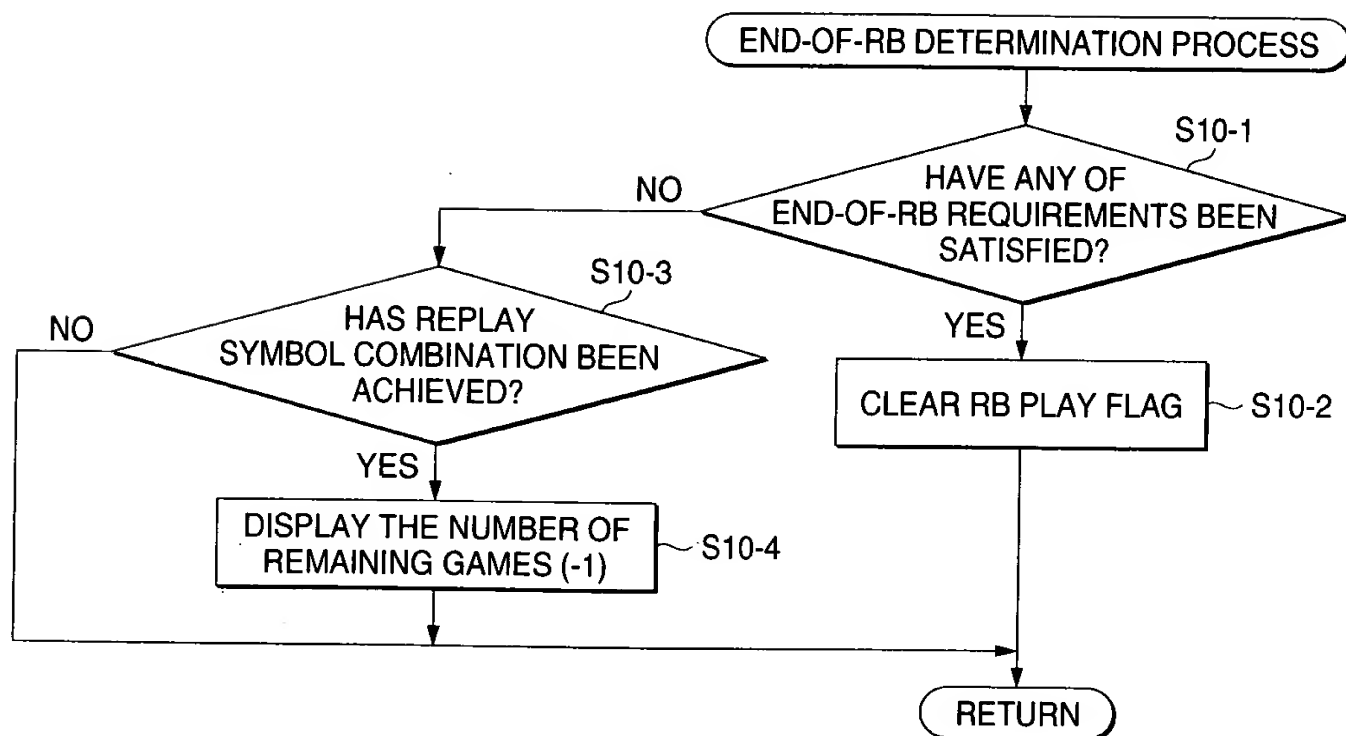 END-OF-RB DETERMINATION PROCESS
S10-1
HAVE ANY OF
END-OF-RB REQUIREMENTS BEEN
SATISFIED?
NO
YES
S10-3
HAS REPLAY
SYMBOL COMBINATION BEEN
ACHIEVED?
NO
YES
CLEAR RB PLAY FLAG
S10-2
DISPLAY THE NUMBER OF
REMAINING GAMES (-1)
S10-4
RETURN